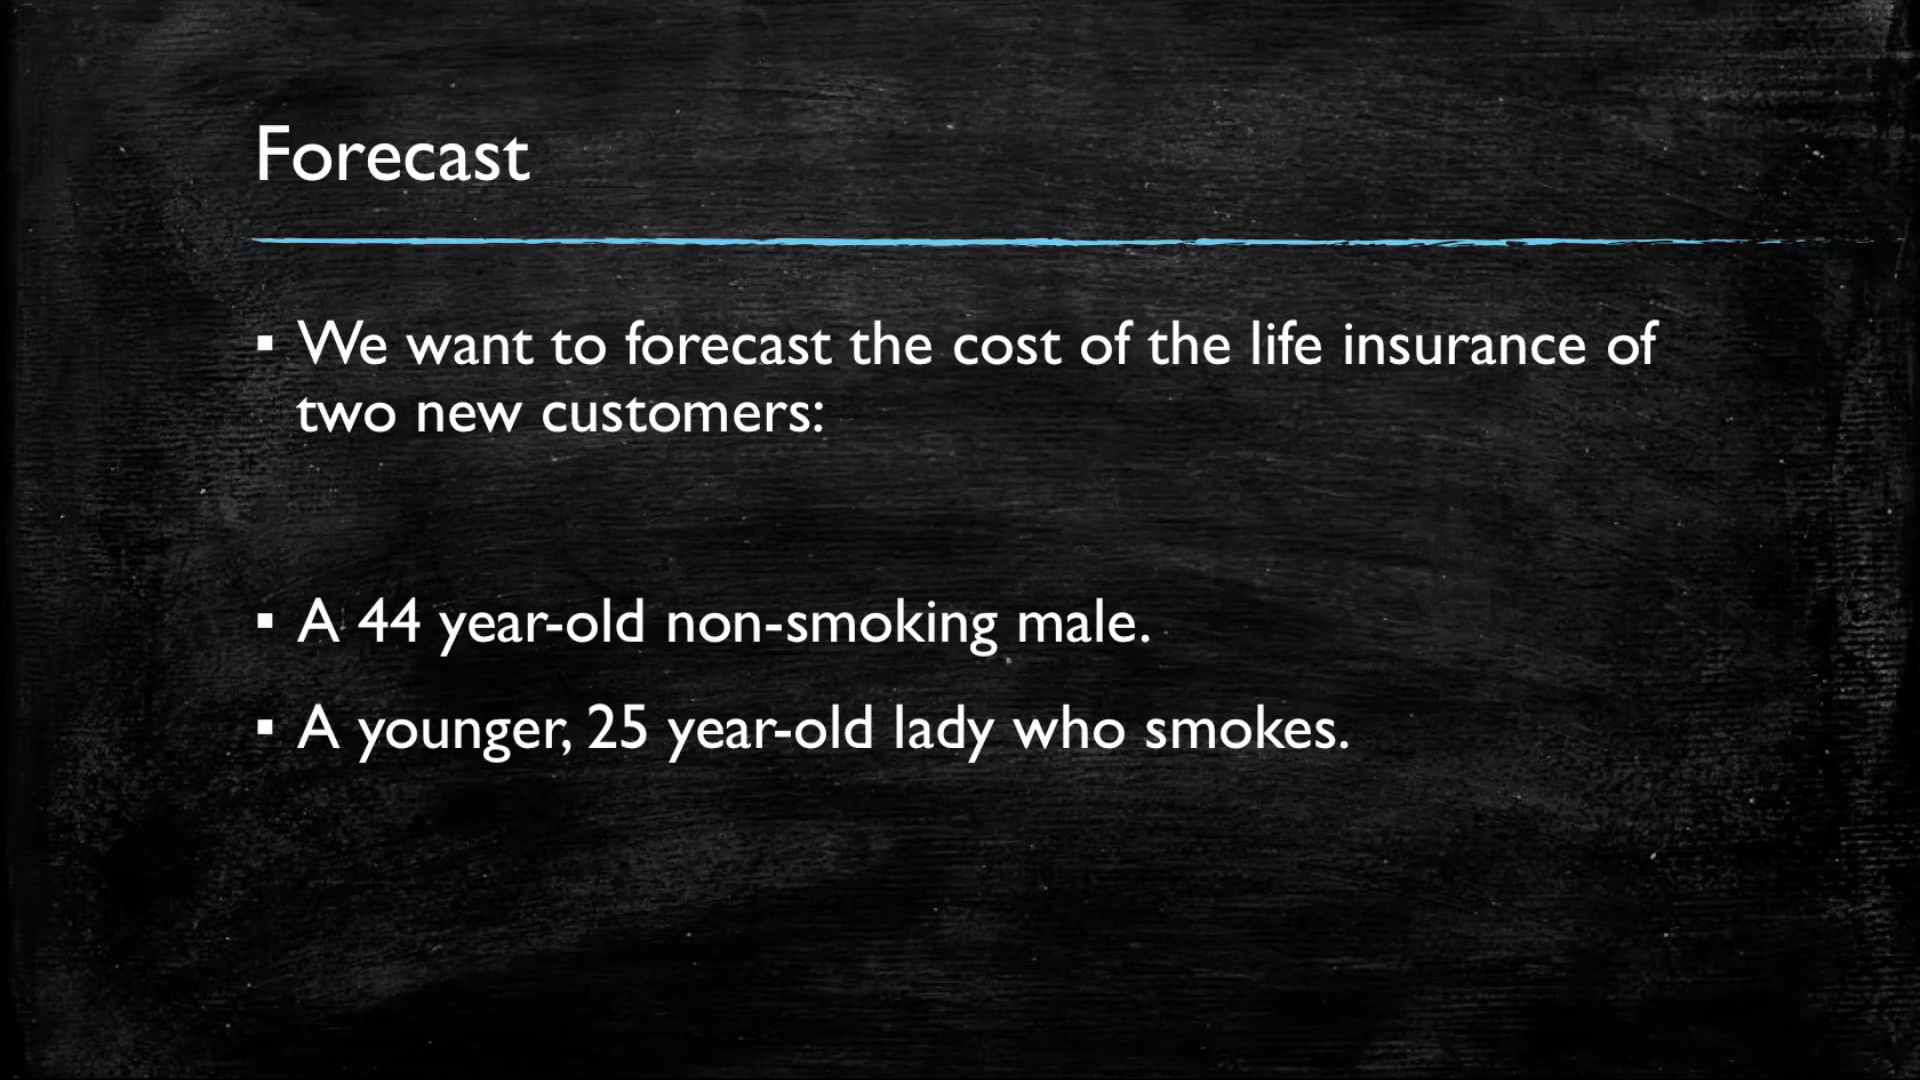 Forecast
▪ We want to forecast the cost of the life insurance of
two new customers:
▪ A 44 year-old non-smoking male.
▪ A younger, 25 year-old lady who smokes.